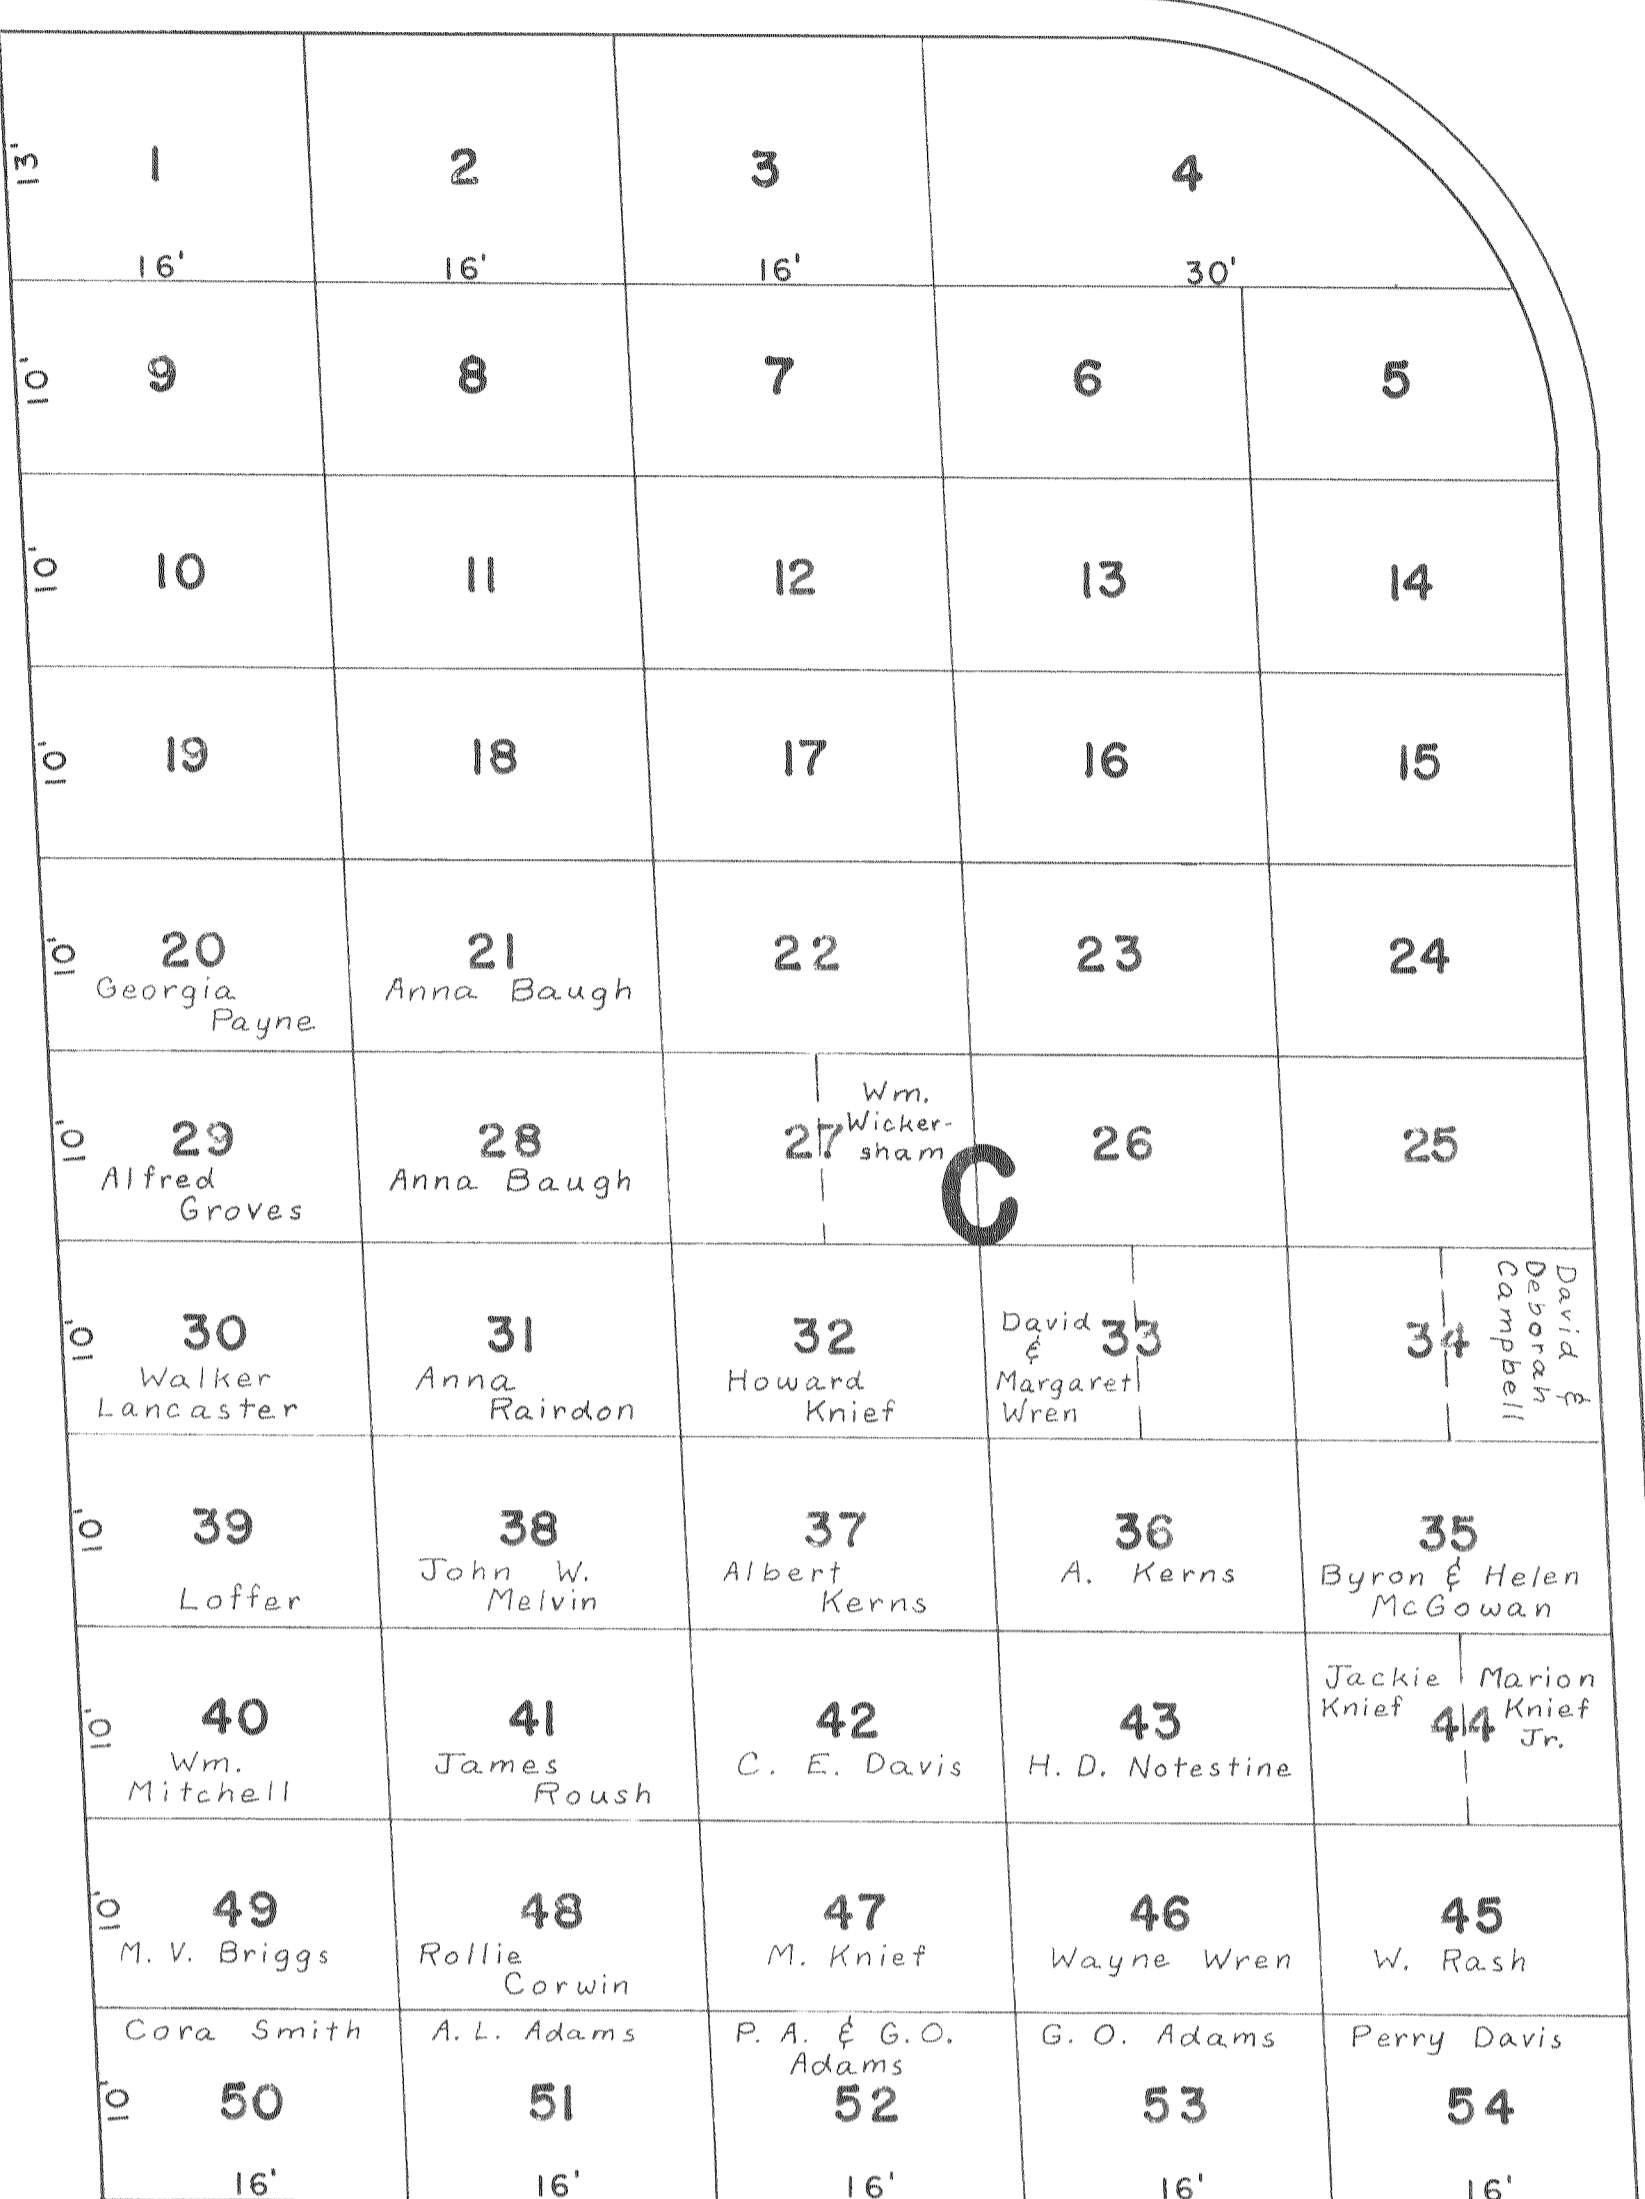 13'
1
2
3
4
16'
16'
16'
30'
10'
9
8
7
6
5
10'
10
11
12
13
14
10'
19
18
17
16
15
10'
20
Georgia
Payne
21
Anna Baugh
22
23
24
10'
29
Alfred
Groves
28
Anna Baugh
27
Wm.
Wicker-
sham
C
26
25
10'
30
Walker
Lancaster
31
Anna
Rairdon
32
Howard
Knief
David
&
Margaret
Wren
33
34
David &
Deborah
Campbell
10'
39
Loffer
38
John W.
Melvin
37
Albert
Kerns
36
A. Kerns
35
Byron & Helen
McGowan
10'
40
Wm.
Mitchell
41
James
Roush
42
C. E. Davis
43
H. D. Notestine
Jackie
Knief
44
Marion
Knief
Jr.
10'
49
M. V. Briggs
48
Rollie
Corwin
47
M. Knief
46
Wayne Wren
45
W. Rash
10'
Cora Smith
50
16'
A. L. Adams
51
16'
P. A. & G. O.
Adams
52
16'
G. O. Adams
53
16'
Perry Davis
54
16'